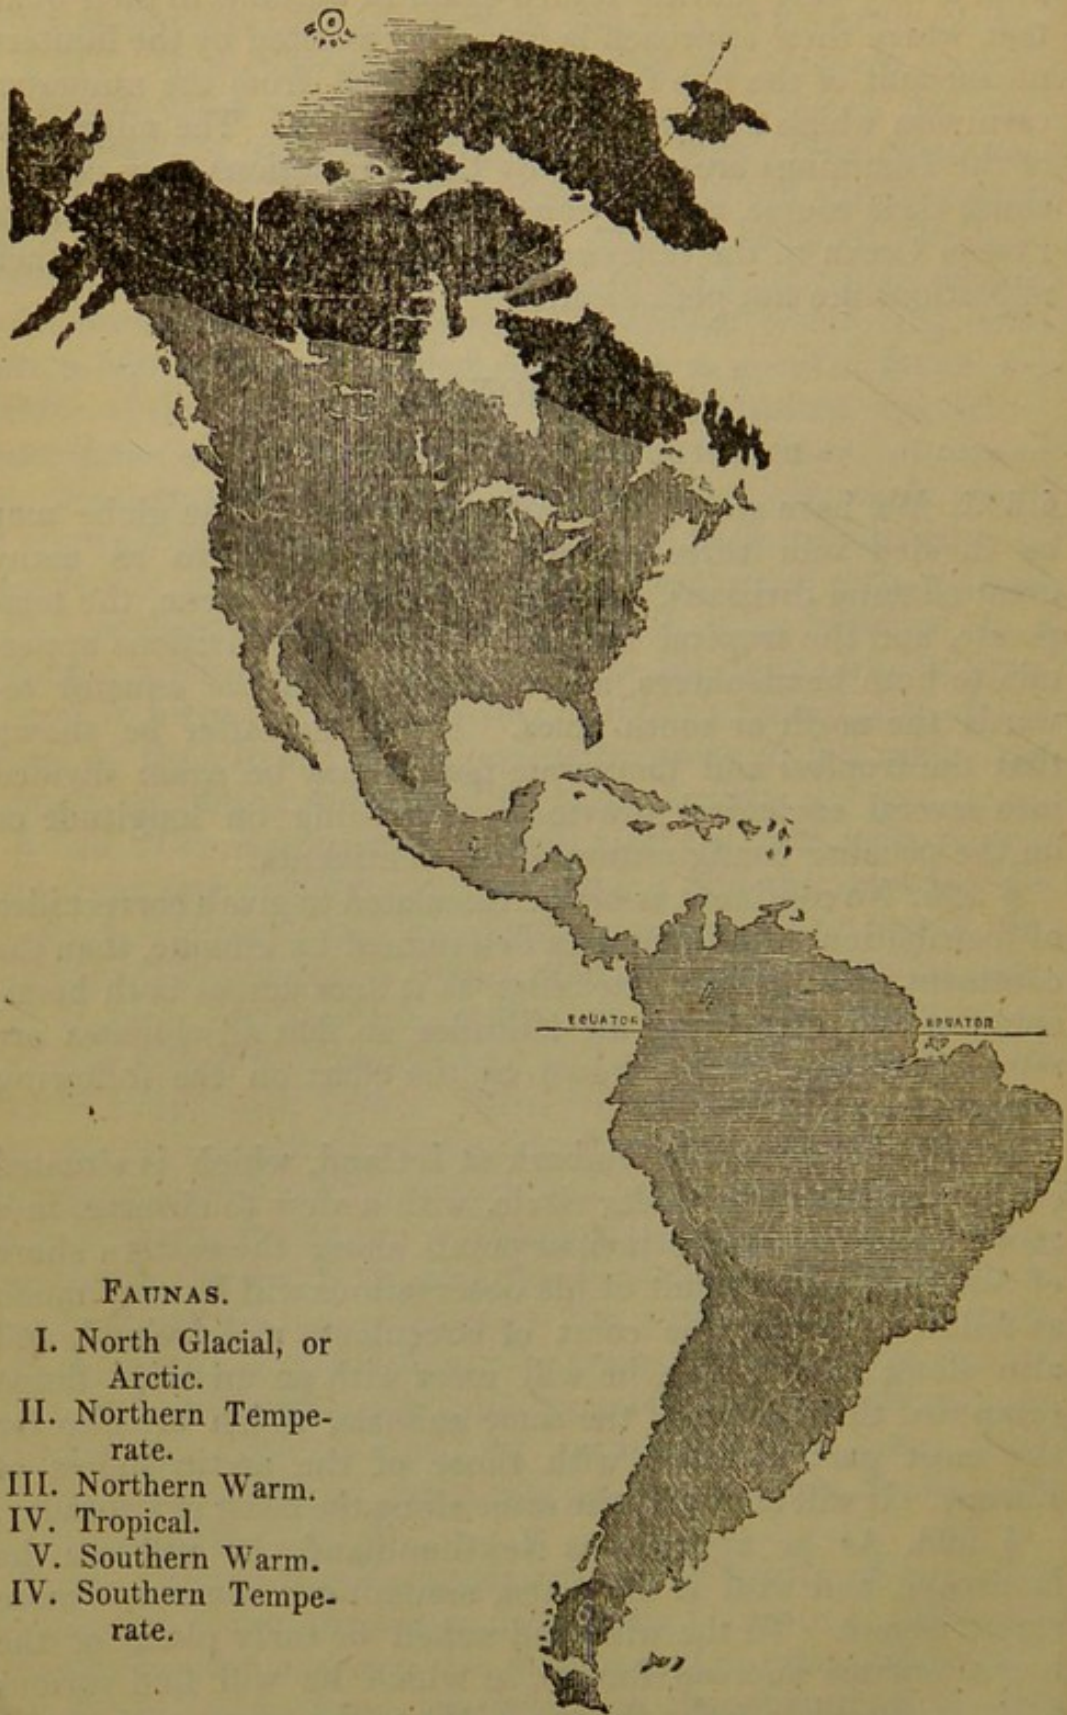 N. POLE
EQUATOR EQUATOR
FAUNAS.
I. North Glacial, or
Arctic.
II. Northern Tempe-
rate.
III. Northern Warm.
IV. Tropical.
V. Southern Warm.
IV. Southern Tempe-
rate.